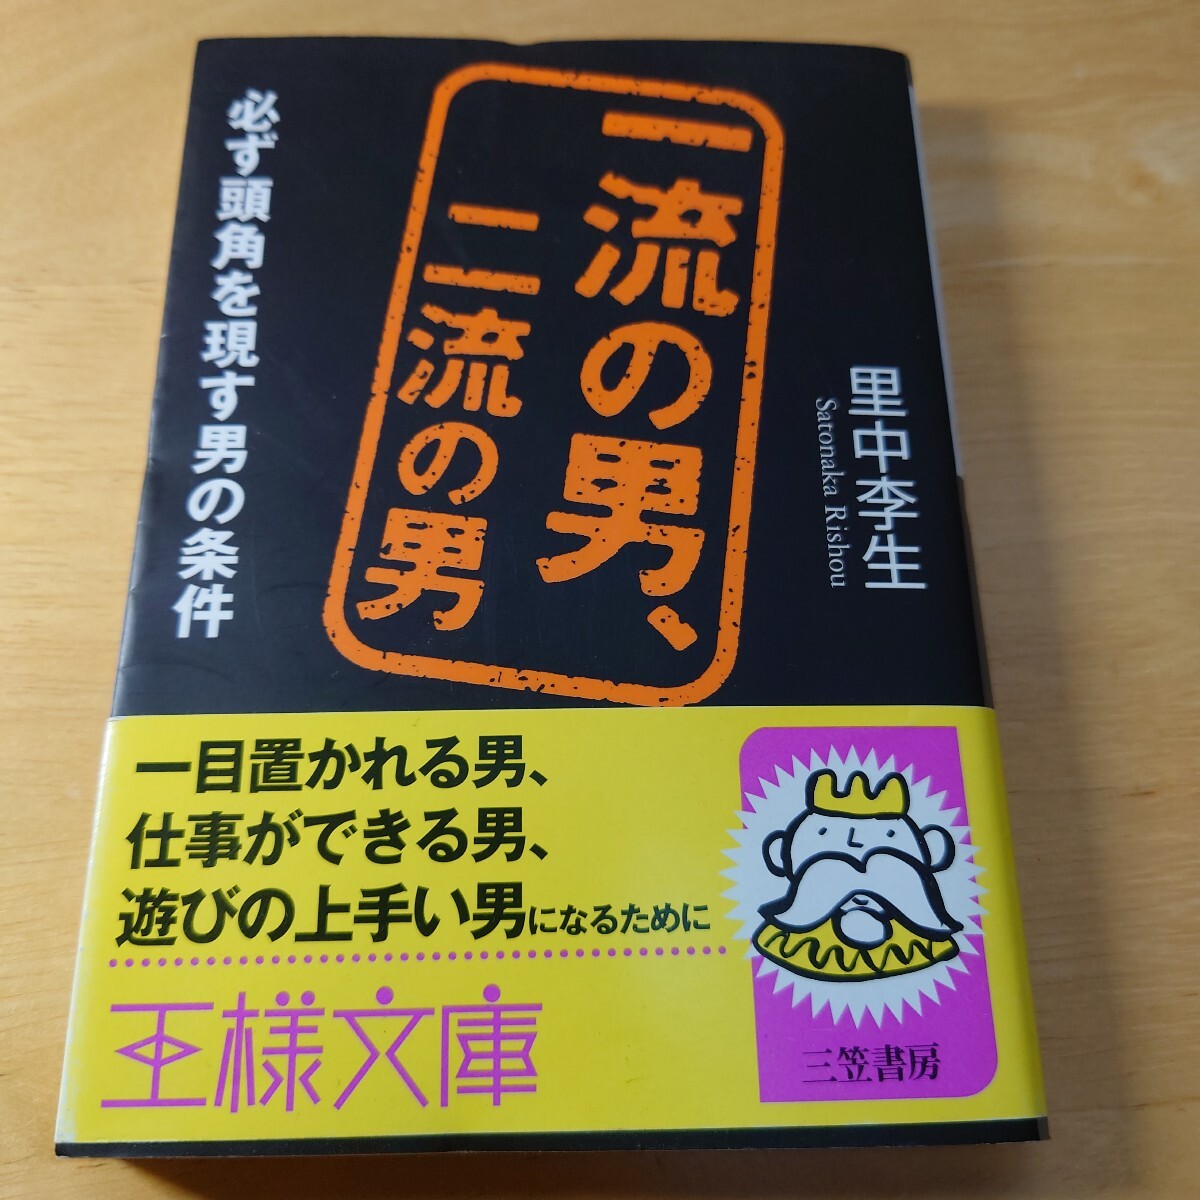 一流の男、
二流の男
里中李生
Satonaka Rishou
必ず頭角を現す男の条件
一目置かれる男、
仕事ができる男、
遊びの上手い男になるために
王様文庫
三笠書房